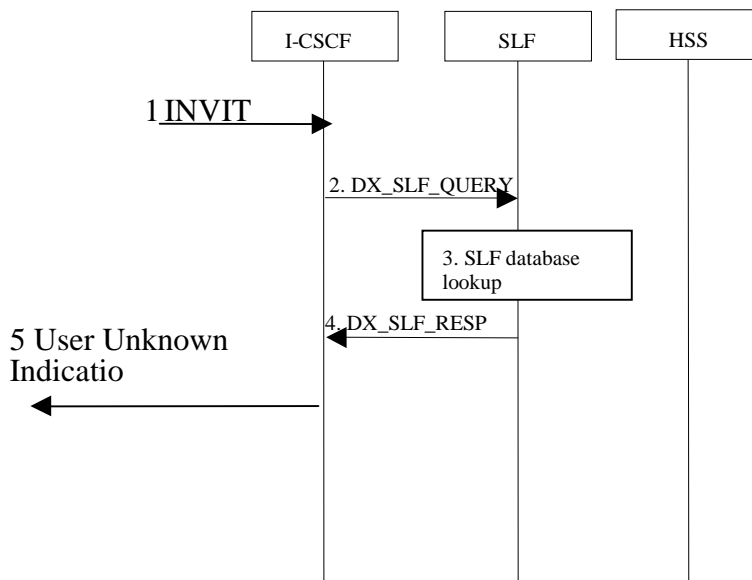 I-CSCF
SLF
HSS
1 INVIT
2. DX_SLF_QUERY
3. SLF database
lookup
4. DX_SLF_RESP
5 User Unknown
Indicatio